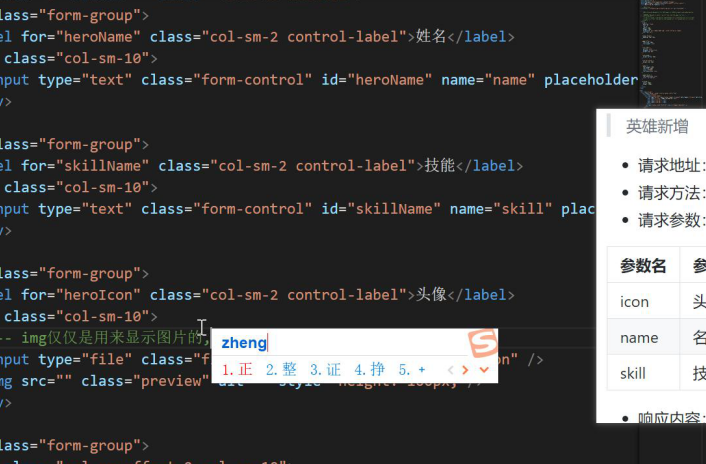 lass="form-group">
el for="heroName" class="col-sm-2 control-label">姓名</label>
class="col-sm-10">
nput type="text" class="form-control" id="heroName" name="name" placeholder
v>
lass="form-group">
el for="skillName" class="col-sm-2 control-label">技能</label>
class="col-sm-10">
nput type="text" class="form-control" id="skillName" name="skill" plac
v>
lass="form-group">
el for="heroIcon" class="col-sm-2 control-label">头像</label>
class="col-sm-10">
-- img仅仅是用来显示图片的,
nput type="file" class="f on" />
mg src="" class="preview"
v>
lass="form-group">
zheng
1.正 2.整 3.证 4.挣 5.+
英雄新增
请求地址:
请求方法:
请求参数:
参数名 参
icon 头
name 名
skill 技
响应内容: